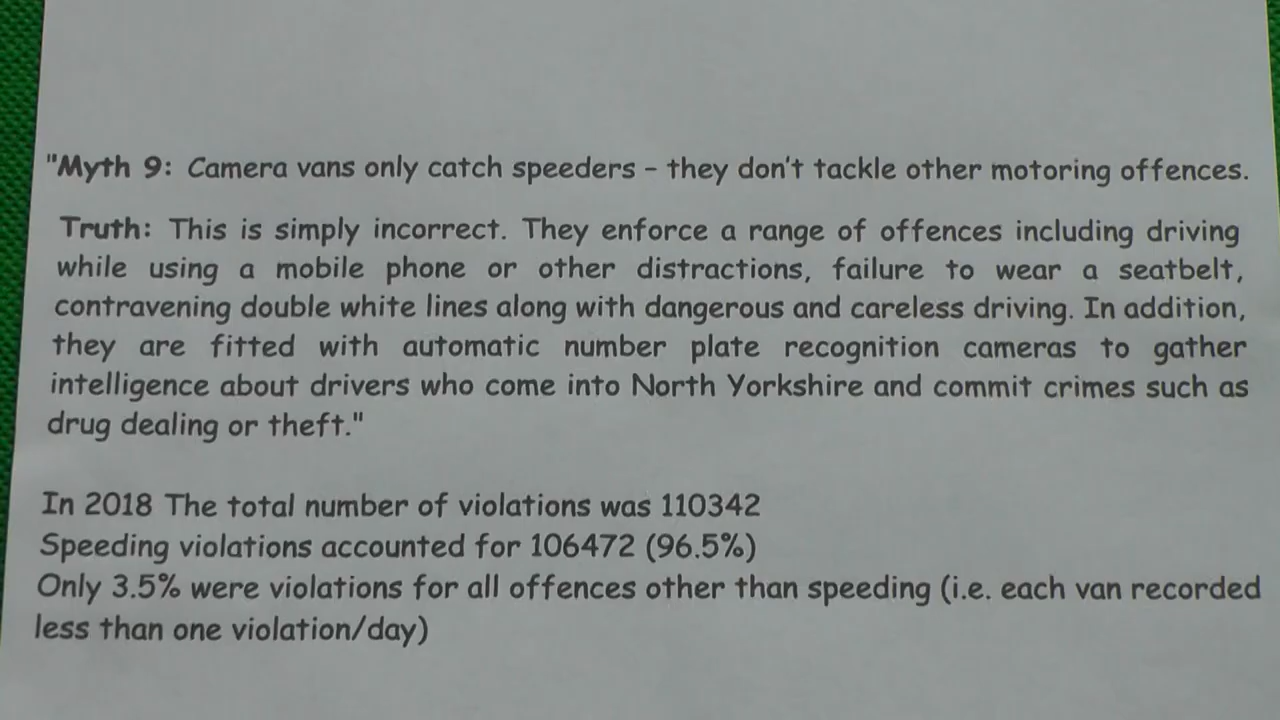 "Myth 9: Camera vans only catch speeders – they don't tackle other motoring offences.
Truth: This is simply incorrect. They enforce a range of offences including driving
while using a mobile phone or other distractions, failure to wear a seatbelt,
contravening double white lines along with dangerous and careless driving. In addition,
they are fitted with automatic number plate recognition cameras to gather
intelligence about drivers who come into North Yorkshire and commit crimes such as
drug dealing or theft."
In 2018 The total number of violations was 110342
Speeding violations accounted for 106472 (96.5%)
Only 3.5% were violations for all offences other than speeding (i.e. each van recorded
less than one violation/day)